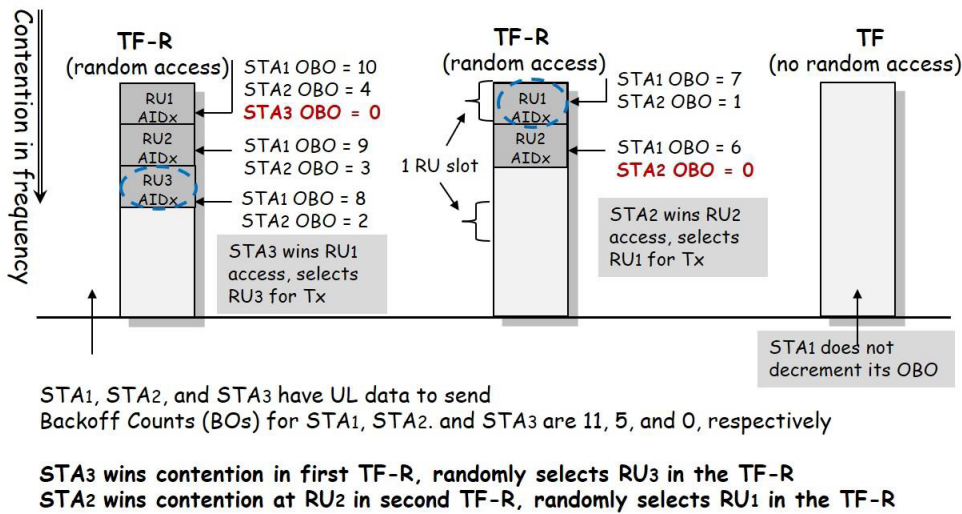 Contention in frequency
TF-R
(random access)
RU1
AIDx
RU2
AIDx
RU3
AIDx
STA1 OBO = 10
STA2 OBO = 4
STA3 OBO = 0
STA1 OBO = 9
STA2 OBO = 3
STA1 OBO = 8
STA2 OBO = 2
STA3 wins RU1
access, selects
RU3 for Tx
TF-R
(random access)
1 RU slot
RU1
AIDx
RU2
AIDx
STA1 OBO = 7
STA2 OBO = 1
STA1 OBO = 6
STA2 OBO = 0
STA2 wins RU2
access, selects
RU1 for Tx
TF
(no random access)
STA1 does not
decrement its OBO
STA1, STA2, and STA3 have UL data to send
Backoff Counts (BOs) for STA1, STA2. and STA3 are 11, 5, and 0, respectively
STA3 wins contention in first TF-R, randomly selects RU3 in the TF-R
STA2 wins contention at RU2 in second TF-R, randomly selects RU1 in the TF-R